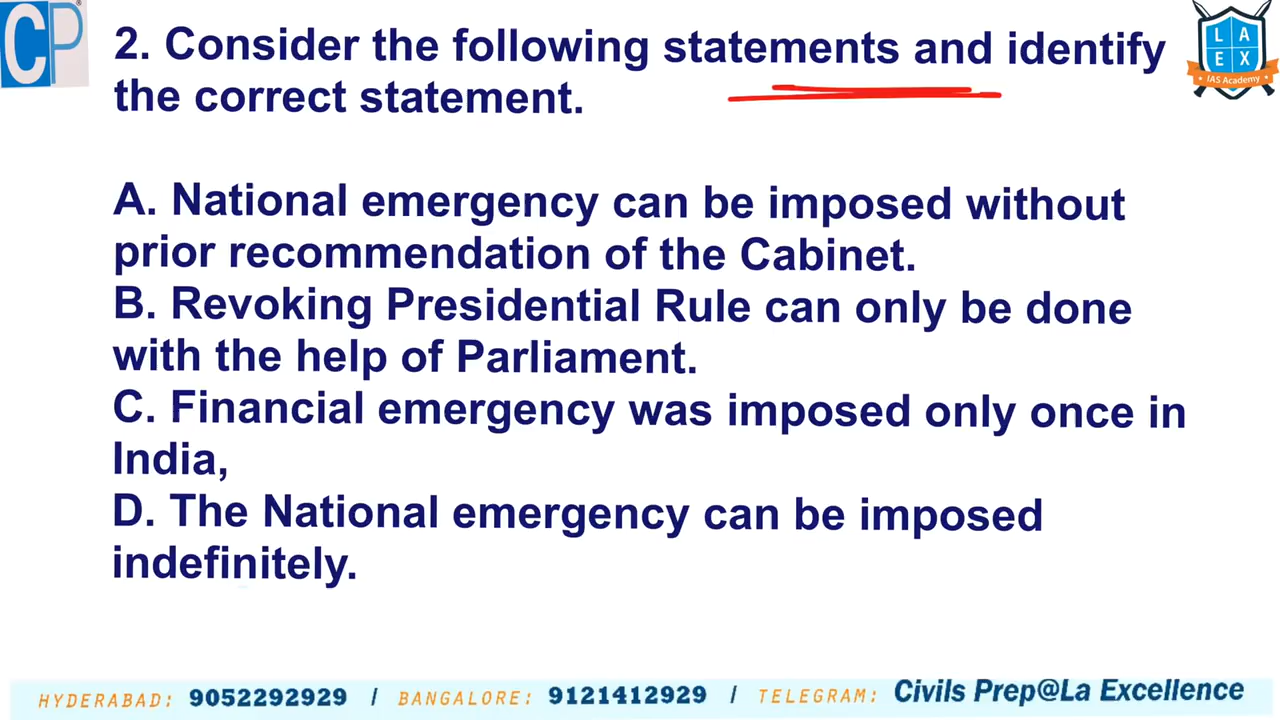 CP
LA
EX
IAS Academy
2. Consider the following statements and identify
the correct statement.
A. National emergency can be imposed without
prior recommendation of the Cabinet.
B. Revoking Presidential Rule can only be done
with the help of Parliament.
C. Financial emergency was imposed only once in
India,
D. The National emergency can be imposed
indefinitely.
HYDERABAD: 9052292929 / BANGALORE: 9121412929 / TELEGRAM: Civils Prep@La Excellence